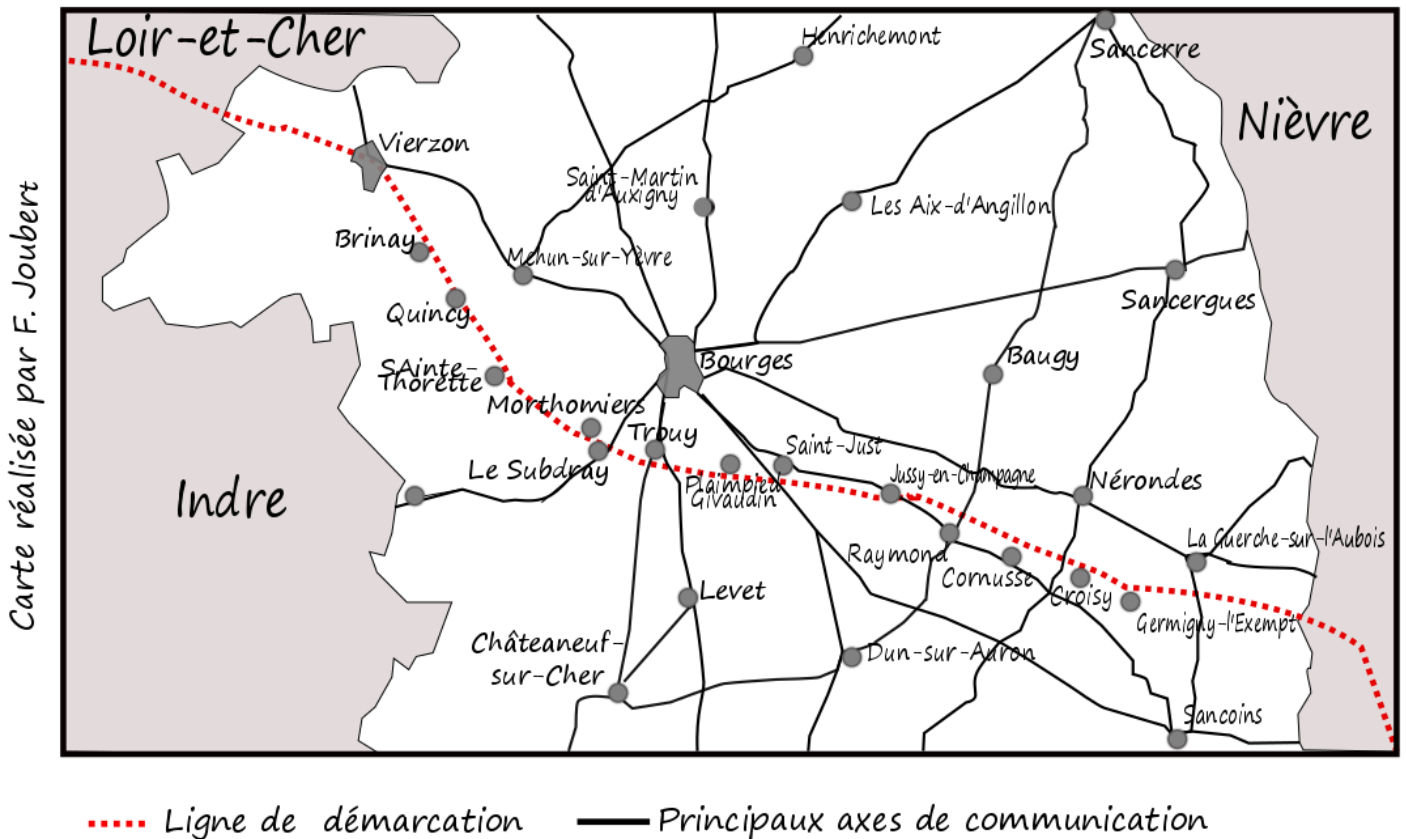 Loir-et-Cher
Henrichemont
Sancerre
Nièvre
Vierzon
Saint-Martin
d'Auxigny
Les Aix-d'Angillon
Brinay
Mehun-sur-Yèvre
Sancergues
Quincy
Bourges
Baugy
SAinte-
Thorette
Morthomiers
Trouy
Saint-Just
Le Subdray
Plaimpied
Givaudin
Jussy-en-Champagne
Nérondes
Indre
La Guerche-sur-l'Aubois
Raymond
Cornusse
Croisy
Germigny-l'Exempt
Levet
Châteaneuf-
sur-Cher
Dun-sur-Auron
Sancoins
Carte réalisée par F. Joubert
Ligne de démarcation
Principaux axes de communication